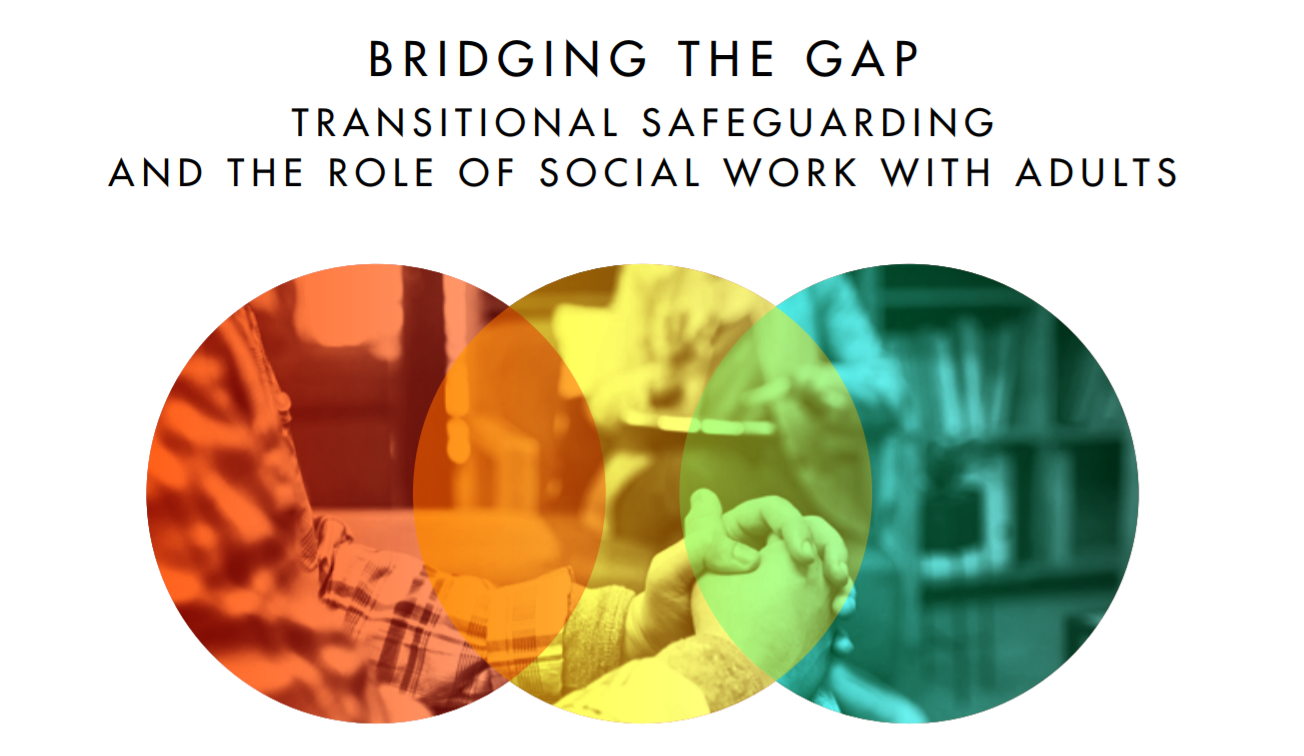 BRIDGING THE GAP
TRANSITIONAL SAFEGUARDING
AND THE ROLE OF SOCIAL WORK WITH ADULTS